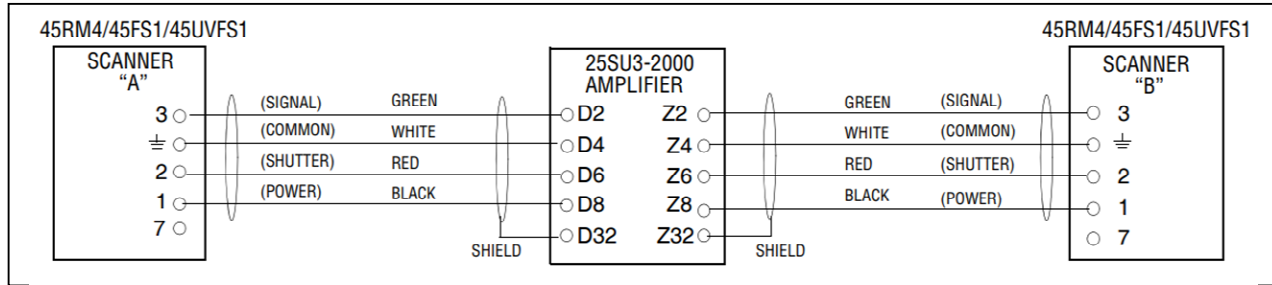 45RM4/45FS1/45UVFS1
SCANNER
“A”
3
2
1
7
(SIGNAL) GREEN
(COMMON) WHITE
(SHUTTER) RED
(POWER) BLACK
SHIELD
25SU3-2000
AMPLIFIER
D2 Z2
D4 Z4
D6 Z6
D8 Z8
D32 Z32
GREEN (SIGNAL)
WHITE (COMMON)
RED (SHUTTER)
BLACK (POWER)
SHIELD
45RM4/45FS1/45UVFS1
SCANNER
“B”
3
2
1
7